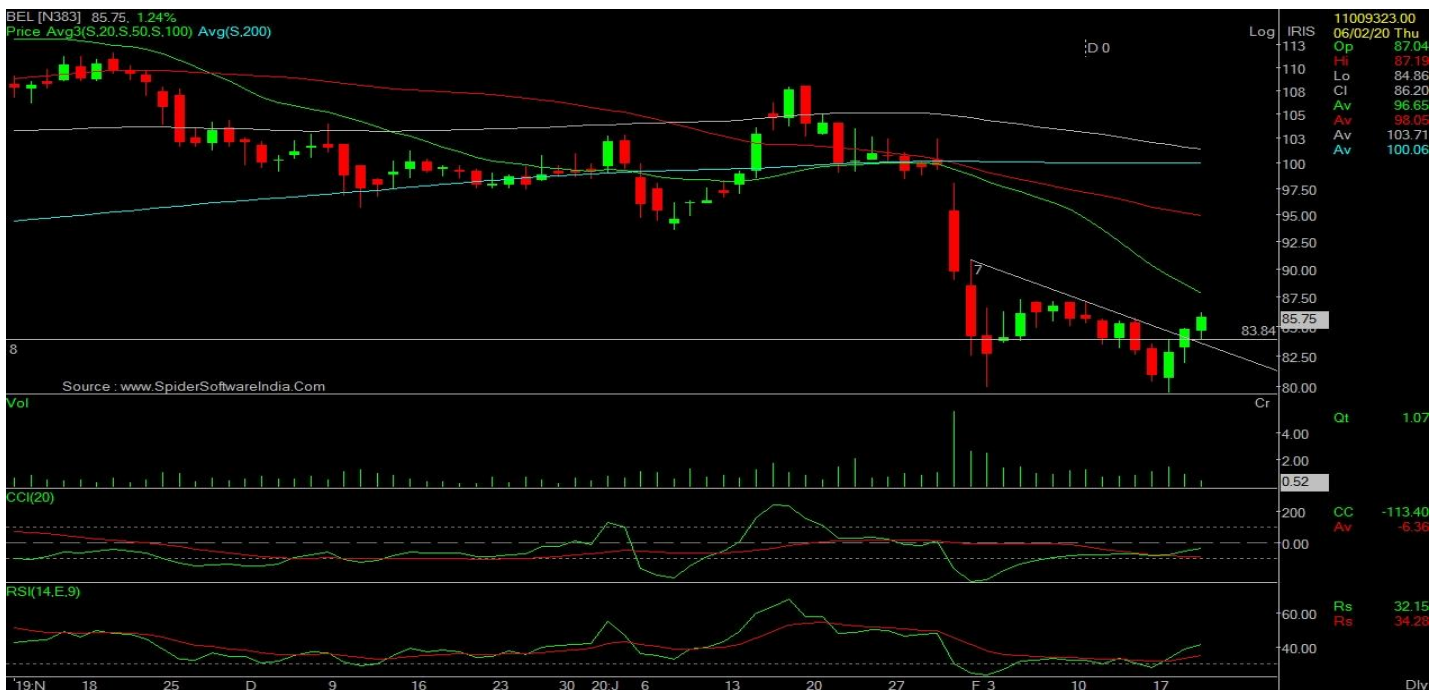 BEL [N383] 85.75, 1.24%
Price Avg3(S,20,S,50,S,100) Avg(S,200)
Log IRIS
D 0
11009323.00
06/02/20 Thu
Op 87.04
Hi 87.19
Lo 84.86
Cl 86.20
Av 96.65
Av 98.05
Av 103.71
Av 100.06
113
110
108
105
103
100
97.50
95.00
92.50
90.00
87.50
85.75
82.50
80.00
7
83.84
8
Source : www.SpiderSoftwareIndia.Com
Vol
Cr
4.00
2.00
0.52
Qt 1.07
CCI(20)
200
0.00
CC -113.40
Av -6.36
RSI(14,E,9)
60.00
40.00
Rs 32.15
Rs 34.28
'19:N 18 25 D 9 16 23 30 20:J 6 13 20 27 F 3 10 17 Dly